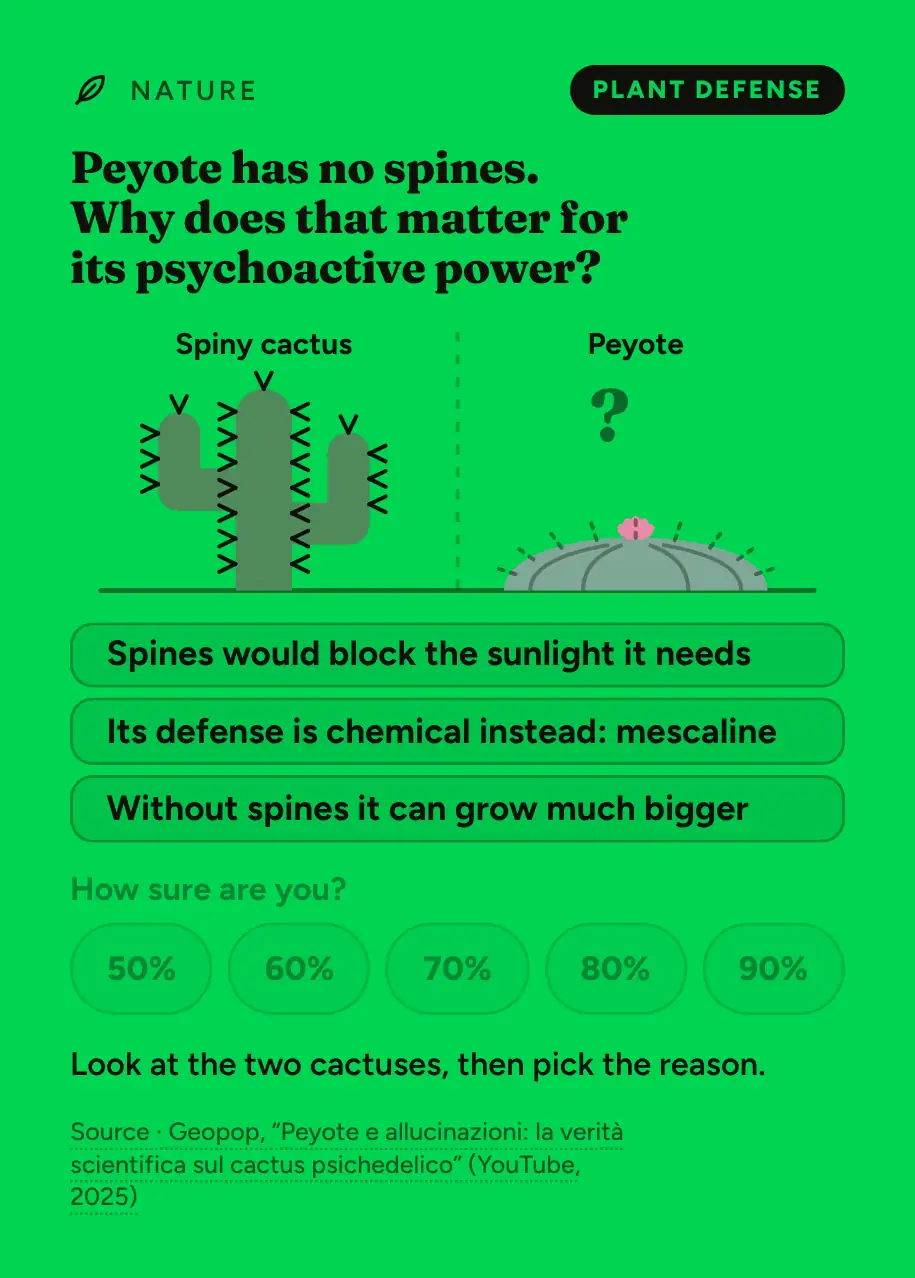 NATURE
PLANT DEFENSE
Peyote has no spines.
Why does that matter for
its psychoactive power?
Spiny cactus
Peyote
?
Spines would block the sunlight it needs
Its defense is chemical instead: mescaline
Without spines it can grow much bigger
How sure are you?
50%
60%
70%
80%
90%
Look at the two cactuses, then pick the reason.
Source · Geopop, “Peyote e allucinazioni: la verità
scientifica sul cactus psichedelico” (YouTube,
2025)